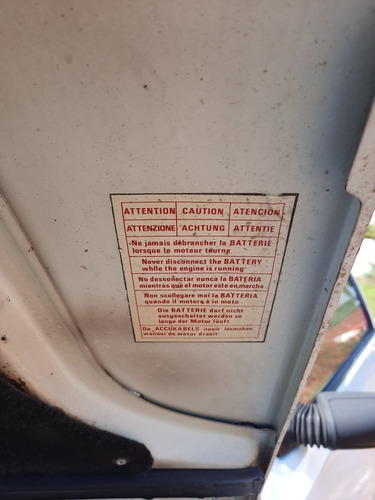 ATTENTION CAUTION ATENCION
ATTENZIONE ACHTUNG ATTENTIE
Ne jamais débrancher la BATTERIE
lorsque le moteur tourne
Never disconnect the BATTERY
while the engine is running
No desconectar nunca la BATERIA
mientras que el motor este en marcha
Non scollegare mai la BATTERIA
quando il motore è in moto
Die BATTERIE darf nicht
ausgeschaltet werden so
lange der Motor läuft
De ACCUKABELS nooit losmaken
wanneer de motor draait